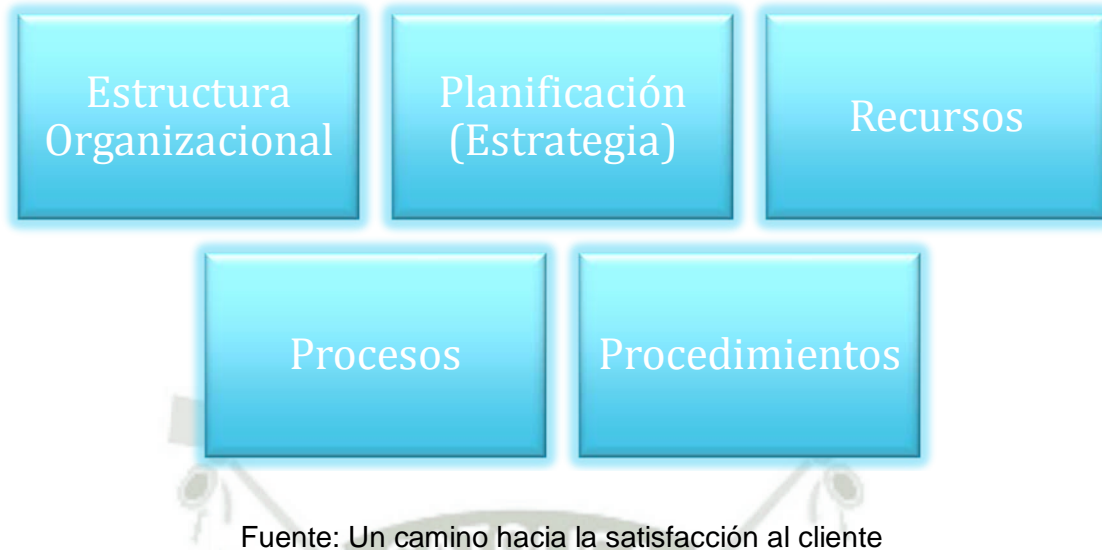 Estructura
Organizacional
Planificación
(Estrategia)
Recursos
Procesos
Procedimientos
Fuente: Un camino hacia la satisfacción al cliente